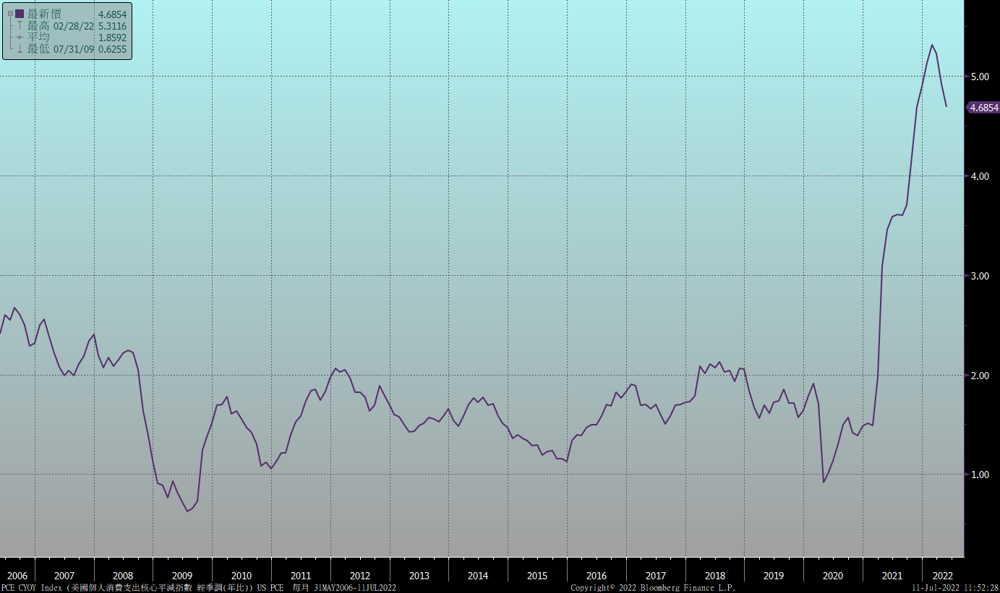 最新價 4.6854
最高 02/28/22 5.3116
平均 1.8592
最低 07/31/09 0.6255
5.00
4.6854
4.00
3.00
2.00
1.00
2006 2007 2008 2009 2010 2011 2012 2013 2014 2015 2016 2017 2018 2019 2020 2021 2022
PCE CYOY Index (美國個人消費支出核心平減指數 經季調(年比)) US PCE 每月 31MAY2006-11JUL2022 Copyright© 2022 Bloomberg Finance L.P. 11-Jul-2022 11:52:28